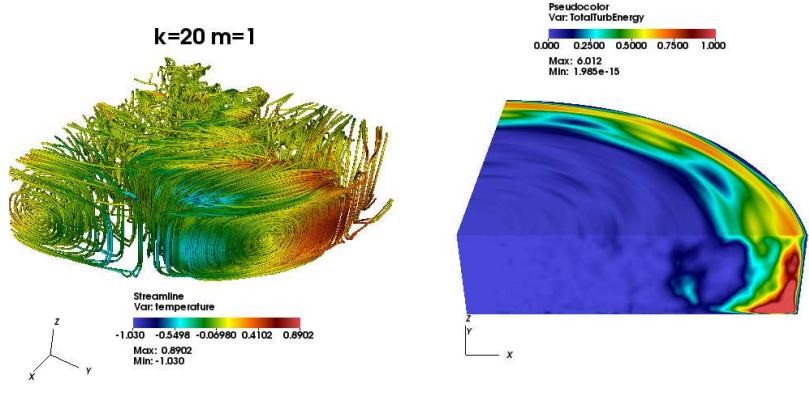 k=20 m=1
Streamline
Var: temperature
-1.030 -0.5498 -0.06980 0.4102 0.8902
Max: 0.8902
Min: -1.030
Z
X
Y
Pseudocolor
Var: TotalTurbEnergy
0.000 0.2500 0.5000 0.7500 1.000
Max: 6.012
Min: 1.985e-15
Z
Y
X